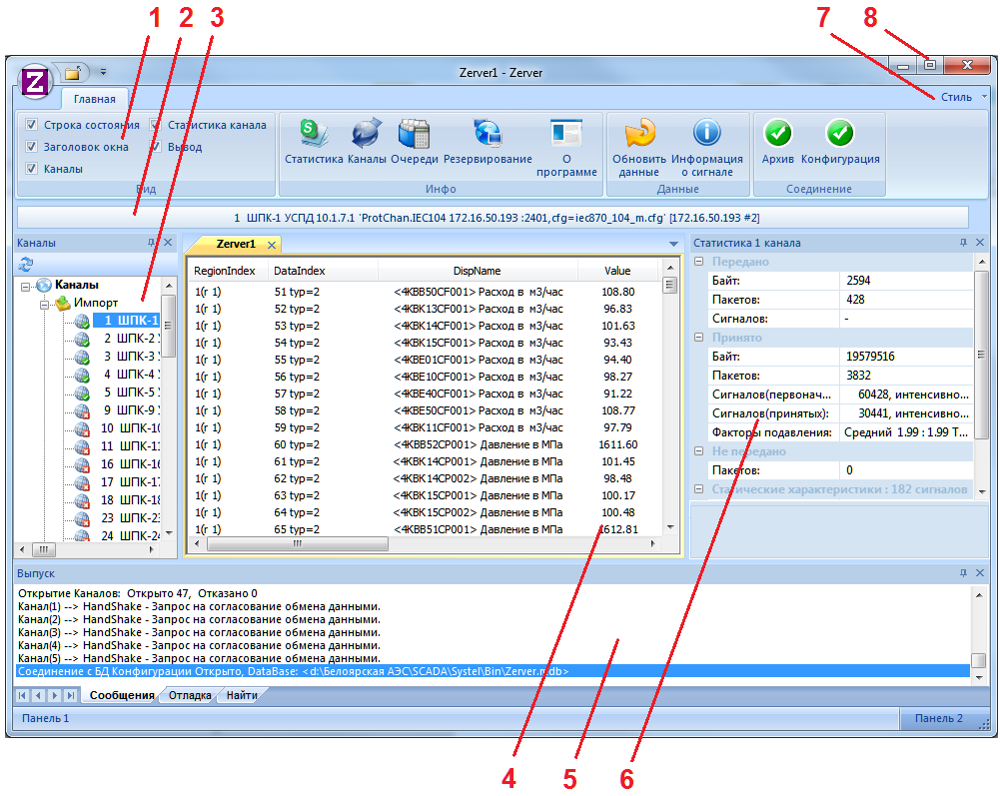 1 2 3 7 8
Zerver1 - Zerver
Z
Главная
Стиль
Строка состояния
Статистика канала
Заголовок окна
Вывод
Каналы
Вид
Статистика Каналы Очереди Резервирование О программе
Инфо
Обновить данные Информация о сигнале
Данные
Архив Конфигурация
Соединение
1 ШПК-1 УСПД 10.1.7.1 'ProtChan.IEC104 172.16.50.193 :2401,cfg=iec870_104_m.cfg' [172.16.50.193 #2]
Каналы
Каналы
Импорт
1 ШПК-1
2 ШПК-2
3 ШПК-3
4 ШПК-4
5 ШПК-5
9 ШПК-9
10 ШПК-10
11 ШПК-11
16 ШПК-16
17 ШПК-17
18 ШПК-18
23 ШПК-23
24 ШПК-24
Zerver1
RegionIndex DataIndex DispName Value
1(r 1) 51 typ=2 <4KBB50CF001> Расход в м3/час 108.80
1(r 1) 52 typ=2 <4KBK13CF001> Расход в м3/час 96.83
1(r 1) 53 typ=2 <4KBK14CF001> Расход в м3/час 101.63
1(r 1) 54 typ=2 <4KBK15CF001> Расход в м3/час 93.43
1(r 1) 55 typ=2 <4KBE01CF001> Расход в м3/час 94.40
1(r 1) 56 typ=2 <4KBE10CF001> Расход в м3/час 98.27
1(r 1) 57 typ=2 <4KBE40CF001> Расход в м3/час 91.22
1(r 1) 58 typ=2 <4KBE50CF001> Расход в м3/час 108.77
1(r 1) 59 typ=2 <4KBK11CF001> Расход в м3/час 97.79
1(r 1) 60 typ=2 <4KBB52CP001> Давление в МПа 1611.60
1(r 1) 61 typ=2 <4KBK14CP001> Давление в МПа 101.45
1(r 1) 62 typ=2 <4KBK14CP002> Давление в МПа 98.48
1(r 1) 63 typ=2 <4KBK15CP001> Давление в МПа 100.17
1(r 1) 64 typ=2 <4KBK15CP002> Давление в МПа 100.48
1(r 1) 65 typ=2 <4KBB51CP001> Давление в МПа 1612.81
Статистика 1 канала
Передано
Байт: 2594
Пакетов: 428
Сигналов: -
Принято
Байт: 19579516
Пакетов: 3832
Сигналов(первонач... 60428, интенсивно...
Сигналов(принятых): 30441, интенсивно...
Факторы подавления: Средний 1.99 : 1.99 Т...
Не передано
Пакетов: 0
Статические характеристики : 182 сигналов
Выпуск
Открытие Каналов: Открыто 47, Отказано 0
Канал(1) --> HandShake - Запрос на согласование обмена данными.
Канал(2) --> HandShake - Запрос на согласование обмена данными.
Канал(3) --> HandShake - Запрос на согласование обмена данными.
Канал(4) --> HandShake - Запрос на согласование обмена данными.
Канал(5) --> HandShake - Запрос на согласование обмена данными.
Соединение с БД Конфигурации Открыто, DataBase: <d:\Белоярская АЭС\SCADA\Systel\Bin\Zerver.mdb>
Сообщения Отладка Найти
Панель 1 Панель 2
4 5 6